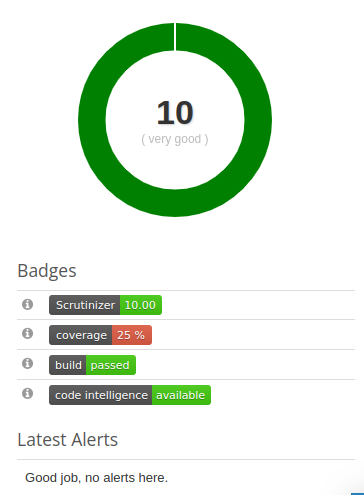 10
( very good )
Badges
Scrutinizer 10.00
coverage 25 %
build passed
code intelligence available
Latest Alerts
Good job, no alerts here.